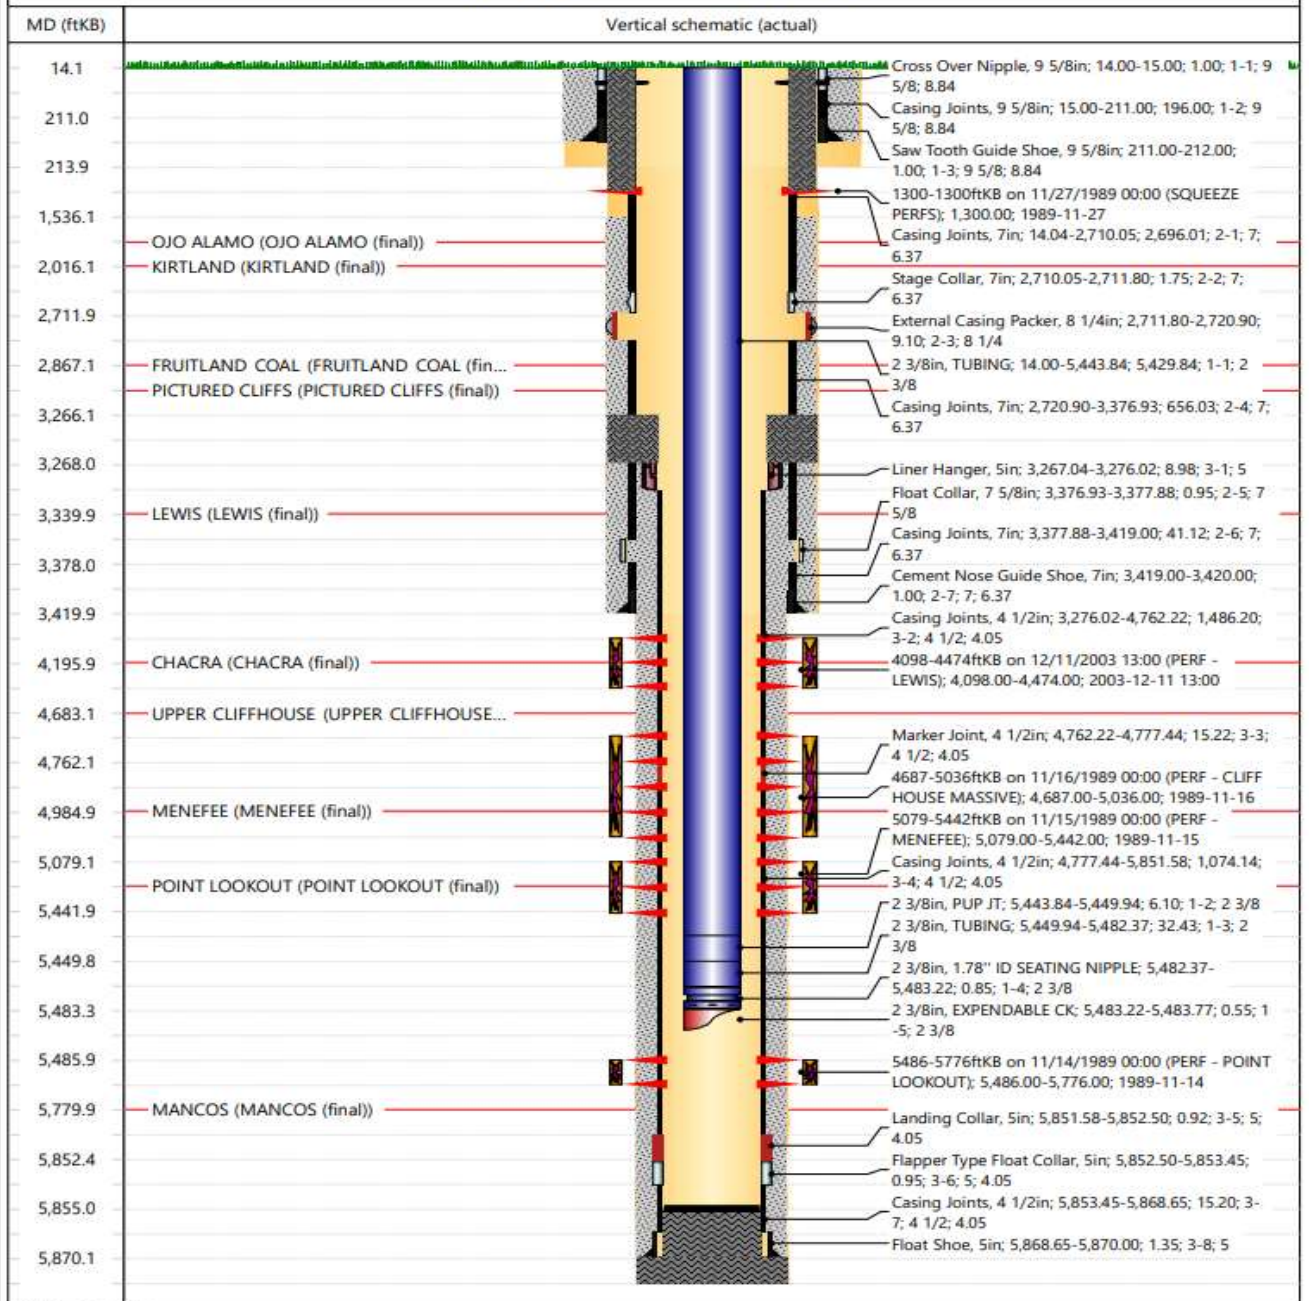 MD (ftKB)
Vertical schematic (actual)
14.1
211.0
213.9
1,536.1
2,016.1
2,711.9
2,867.1
3,266.1
3,268.0
3,339.9
3,378.0
3,419.9
4,195.9
4,683.1
4,762.1
4,984.9
5,079.1
5,441.9
5,449.8
5,483.3
5,485.9
5,779.9
5,852.4
5,855.0
5,870.1
OJO ALAMO (OJO ALAMO (final))
KIRTLAND (KIRTLAND (final))
FRUITLAND COAL (FRUITLAND COAL (fin...
PICTURED CLIFFS (PICTURED CLIFFS (final))
LEWIS (LEWIS (final))
CHACRA (CHACRA (final))
UPPER CLIFFHOUSE (UPPER CLIFFHOUSE...
MENEFEE (MENEFEE (final))
POINT LOOKOUT (POINT LOOKOUT (final))
MANCOS (MANCOS (final))
Cross Over Nipple, 9 5/8in; 14.00-15.00; 1.00; 1-1; 9
5/8; 8.84
Casing Joints, 9 5/8in; 15.00-211.00; 196.00; 1-2; 9
5/8; 8.84
Saw Tooth Guide Shoe, 9 5/8in; 211.00-212.00;
1.00; 1-3; 9 5/8; 8.84
1300-1300ftKB on 11/27/1989 00:00 (SQUEEZE
PERFS); 1,300.00; 1989-11-27
Casing Joints, 7in; 14.04-2,710.05; 2,696.01; 2-1; 7;
6.37
Stage Collar, 7in; 2,710.05-2,711.80; 1.75; 2-2; 7;
6.37
External Casing Packer, 8 1/4in; 2,711.80-2,720.90;
9.10; 2-3; 8 1/4
2 3/8in, TUBING; 14.00-5,443.84; 5,429.84; 1-1; 2
3/8
Casing Joints, 7in; 2,720.90-3,376.93; 656.03; 2-4; 7;
6.37
Liner Hanger, 5in; 3,267.04-3,276.02; 8.98; 3-1; 5
Float Collar, 7 5/8in; 3,376.93-3,377.88; 0.95; 2-5; 7
5/8
Casing Joints, 7in; 3,377.88-3,419.00; 41.12; 2-6; 7;
6.37
Cement Nose Guide Shoe, 7in; 3,419.00-3,420.00;
1.00; 2-7; 7; 6.37
Casing Joints, 4 1/2in; 3,276.02-4,762.22; 1,486.20;
3-2; 4 1/2; 4.05
4098-4474ftKB on 12/11/2003 13:00 (PERF -
LEWIS); 4,098.00-4,474.00; 2003-12-11 13:00
Marker Joint, 4 1/2in; 4,762.22-4,777.44; 15.22; 3-3;
4 1/2; 4.05
4687-5036ftKB on 11/16/1989 00:00 (PERF - CLIFF
HOUSE MASSIVE); 4,687.00-5,036.00; 1989-11-16
5079-5442ftKB on 11/15/1989 00:00 (PERF -
MENEFEE); 5,079.00-5,442.00; 1989-11-15
Casing Joints, 4 1/2in; 4,777.44-5,851.58; 1,074.14;
3-4; 4 1/2; 4.05
2 3/8in, PUP JT; 5,443.84-5,449.94; 6.10; 1-2; 2 3/8
2 3/8in, TUBING; 5,449.94-5,482.37; 32.43; 1-3; 2
3/8
2 3/8in, 1.78'' ID SEATING NIPPLE; 5,482.37-
5,483.22; 0.85; 1-4; 2 3/8
2 3/8in, EXPENDABLE CK; 5,483.22-5,483.77; 0.55; 1
-5; 2 3/8
5486-5776ftKB on 11/14/1989 00:00 (PERF - POINT
LOOKOUT); 5,486.00-5,776.00; 1989-11-14
Landing Collar, 5in; 5,851.58-5,852.50; 0.92; 3-5; 5;
4.05
Flapper Type Float Collar, 5in; 5,852.50-5,853.45;
0.95; 3-6; 5; 4.05
Casing Joints, 4 1/2in; 5,853.45-5,868.65; 15.20; 3-
7; 4 1/2; 4.05
Float Shoe, 5in; 5,868.65-5,870.00; 1.35; 3-8; 5